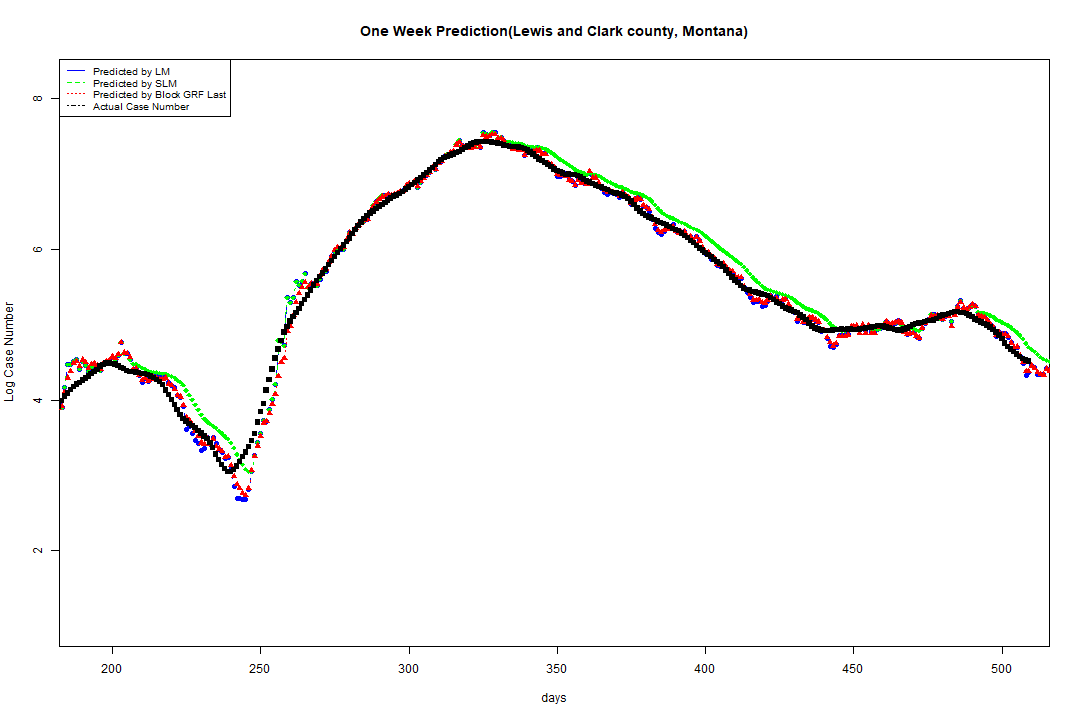 One Week Prediction(Lewis and Clark county, Montana)
Predicted by LM
Predicted by SLM
Predicted by Block GRF Last
Actual Case Number
8
6
4
2
Log Case Number
200 250 300 350 400 450 500
days